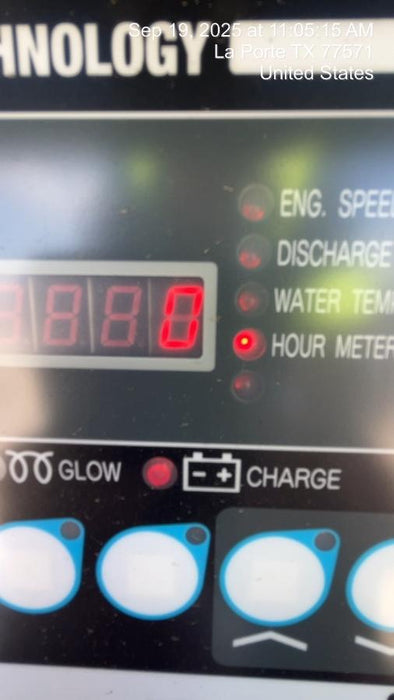 Sep 19, 2025 at 11:05:15 AM
La Porte TX 77571
United States
HNOLOGY
ENG. SPEE
DISCHARGE
WATER TEM
0
HOUR METER
GLOW
- +
CHARGE